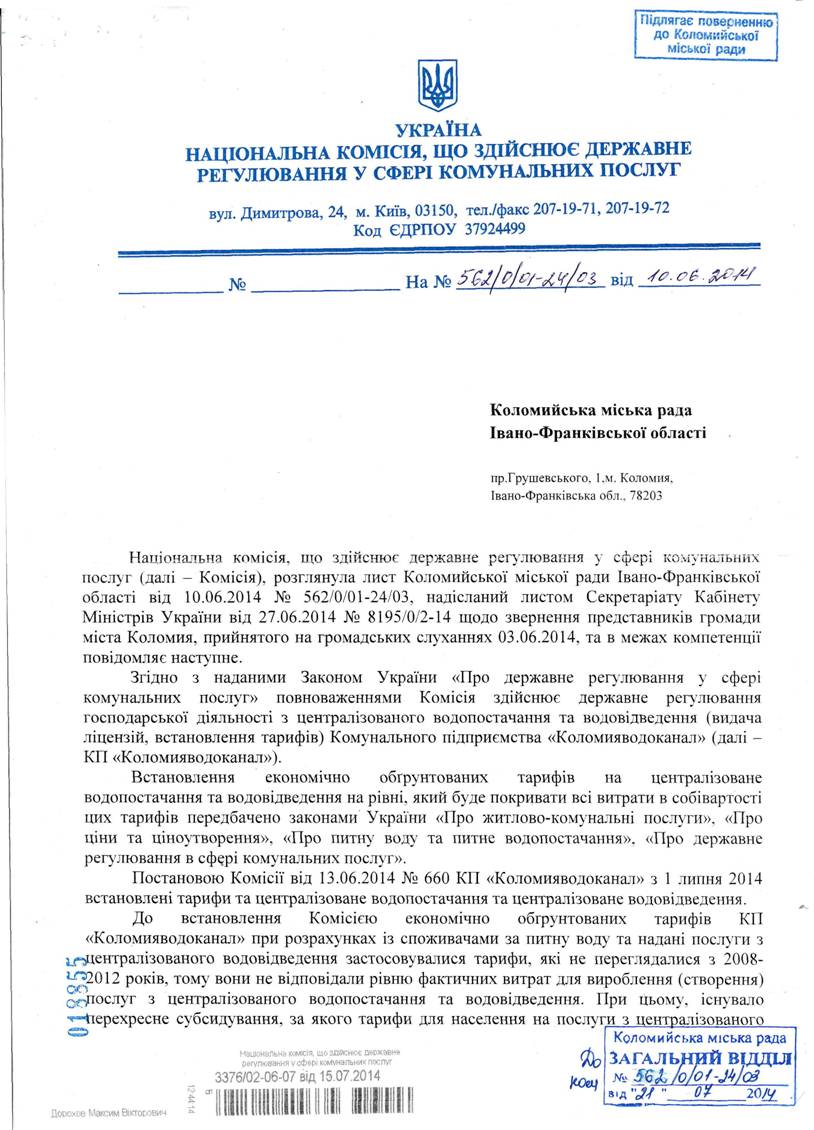 Підлягає поверненню
до Коломийської
міської ради
УКРАЇНА
НАЦІОНАЛЬНА КОМІСІЯ, ЩО ЗДІЙСНЮЄ ДЕРЖАВНЕ
РЕГУЛЮВАННЯ У СФЕРІ КОМУНАЛЬНИХ ПОСЛУГ
вул. Димитрова, 24, м. Київ, 03150, тел./факс 207-19-71, 207-19-72
Код ЄДРПОУ 37924499
____________ № _________________ На № 562/0/01-24/03 від 10.06.2014
Коломийська міська рада
Івано-Франківської області
пр.Грушевського, 1,м. Коломия,
Івано-Франківська обл., 78203
Національна комісія, що здійснює державне регулювання у сфері комунальних
послуг (далі – Комісія), розглянула лист Коломийської міської ради Івано-Франківської
області від 10.06.2014 № 562/0/01-24/03, надісланий листом Секретаріату Кабінету
Міністрів України від 27.06.2014 № 8195/0/2-14 щодо звернення представників громади
міста Коломия, прийнятого на громадських слуханнях 03.06.2014, та в межах компетенції
повідомляє наступне.
Згідно з наданими Законом України «Про державне регулювання у сфері
комунальних послуг» повноваженнями Комісія здійснює державне регулювання
господарської діяльності з централізованого водопостачання та водовідведення (видача
ліцензій, встановлення тарифів) Комунального підприємства «Коломияводоканал» (далі –
КП «Коломияводоканал»).
Встановлення економічно обґрунтованих тарифів на централізоване
водопостачання та водовідведення на рівні, який буде покривати всі витрати в собівартості
цих тарифів передбачено законами України «Про житлово-комунальні послуги», «Про
ціни та ціноутворення», «Про питну воду та питне водопостачання», «Про державне
регулювання в сфері комунальних послуг».
Постановою Комісії від 13.06.2014 № 660 КП «Коломияводоканал» з 1 липня 2014
встановлені тарифи та централізоване водопостачання та централізоване водовідведення.
До встановлення Комісією економічно обґрунтованих тарифів КП
«Коломияводоканал» при розрахунках із споживачами за питну воду та надані послуги з
централізованого водовідведення застосовувалися тарифи, які не переглядалися з 2008-
2012 років, тому вони не відповідали рівню фактичних витрат для вироблення (створення)
послуг з централізованого водопостачання та водовідведення. При цьому, існувало
перехресне субсидування, за якого тарифи для населення на послуги з централізованого
013855
Національна комісія, що здійснює державне
регулювання у сфері комунальних послуг
3376/02-06-07 від 15.07.2014
12:44:14
Дорохов Максим Вікторович
До
Коломийська міська рада
ЗАГАЛЬНИЙ ВІДДІЛ
№ 562/0/01-24/03
від "21" 07 2014